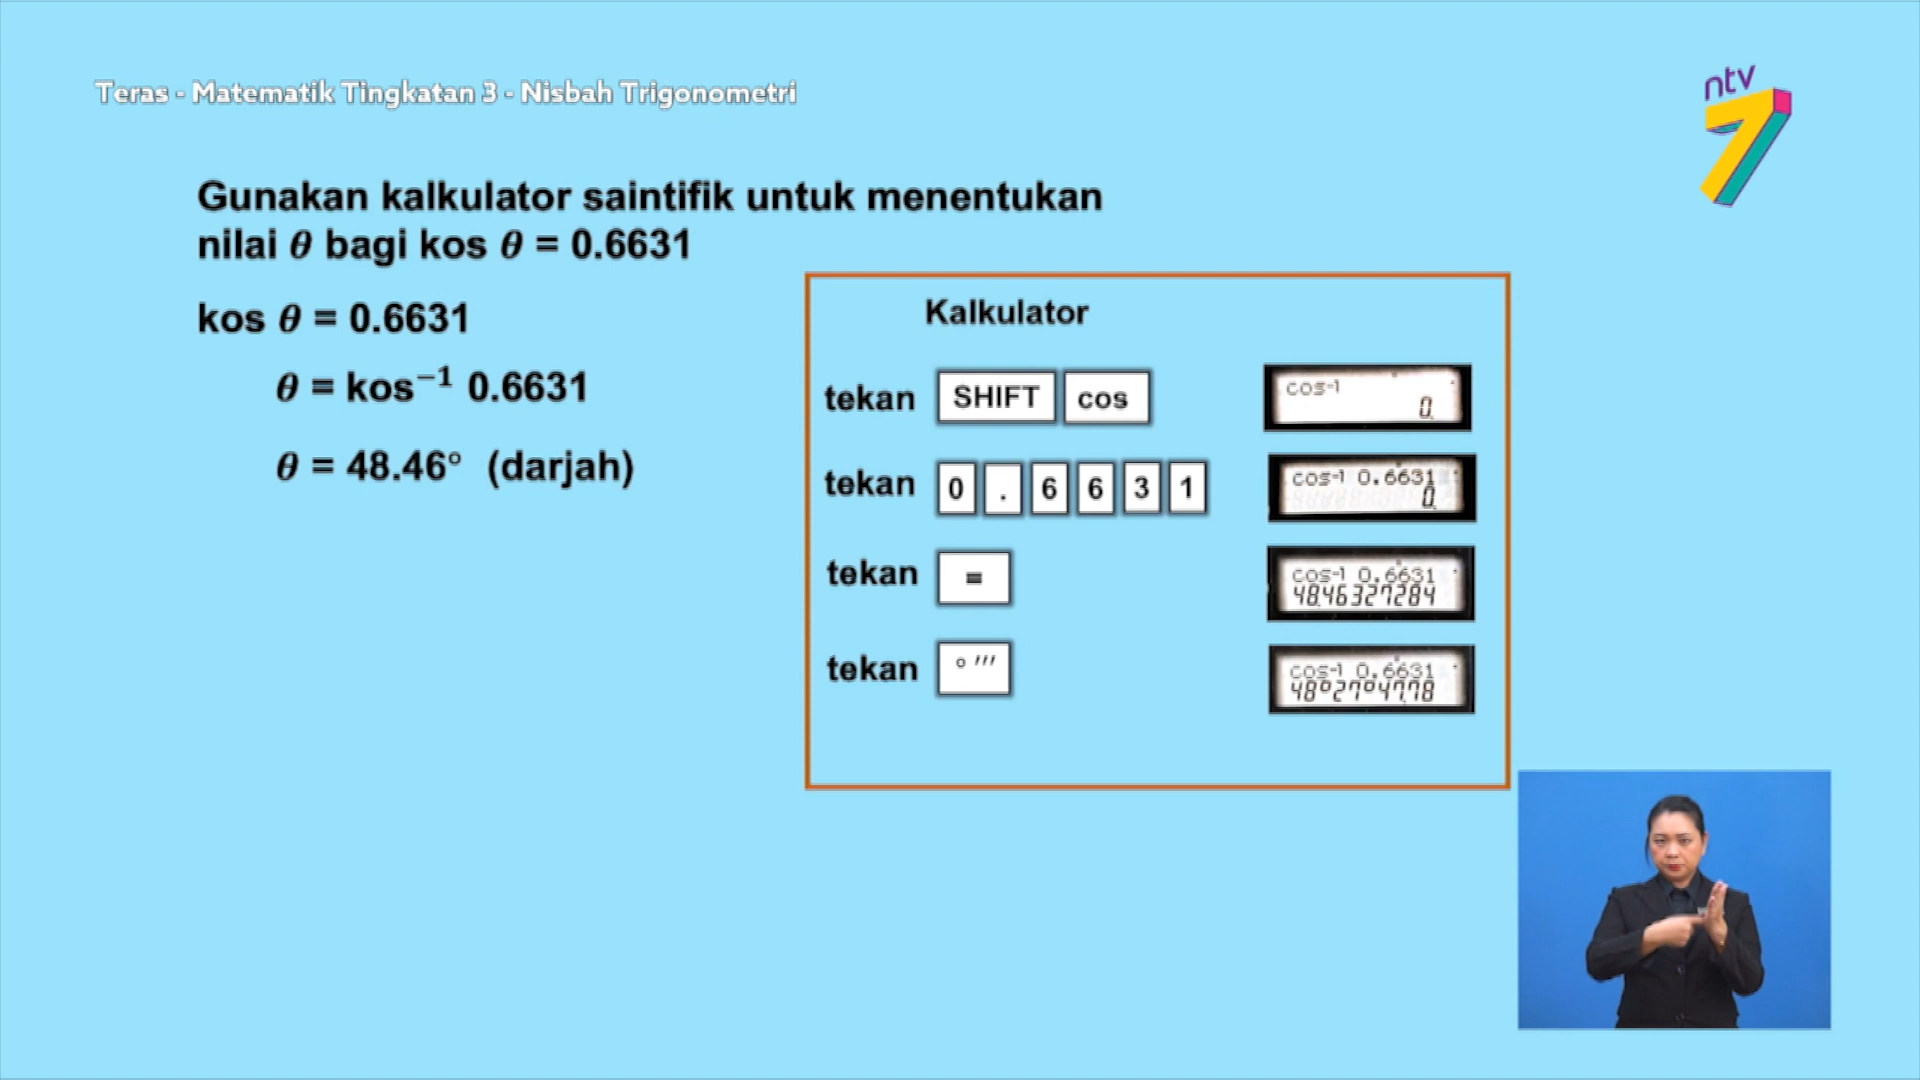 Teras - Matematik Tingkatan 3 - Nisbah Trigonometri
ntv
7
Gunakan kalkulator saintifik untuk menentukan
nilai θ bagi kos θ = 0.6631
kos θ = 0.6631
θ = kos⁻¹ 0.6631
θ = 48.46° (darjah)
Kalkulator
tekan SHIFT cos
cos-1
0.
tekan 0 . 6 6 3 1
cos-1 0.6631
0.
tekan =
cos-1 0.6631
48.46327284
tekan ° ′′′
cos-1 0.6631
48°27°47.78